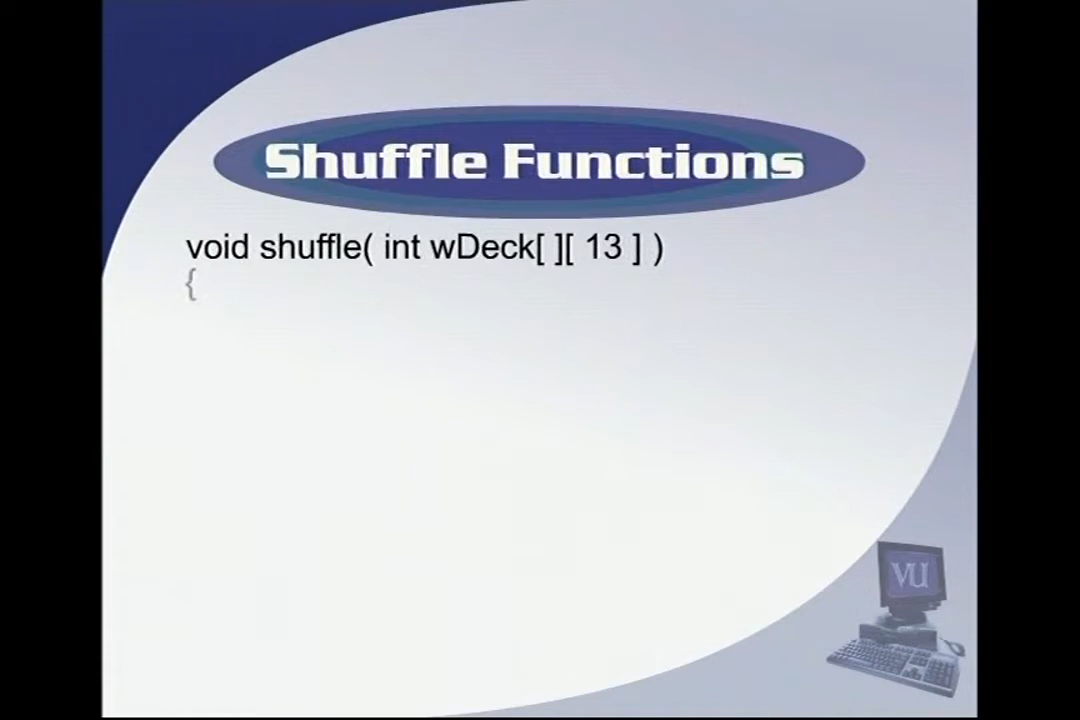 Shuffle Functions
void shuffle( int wDeck[ ][ 13 ] )
{
VU